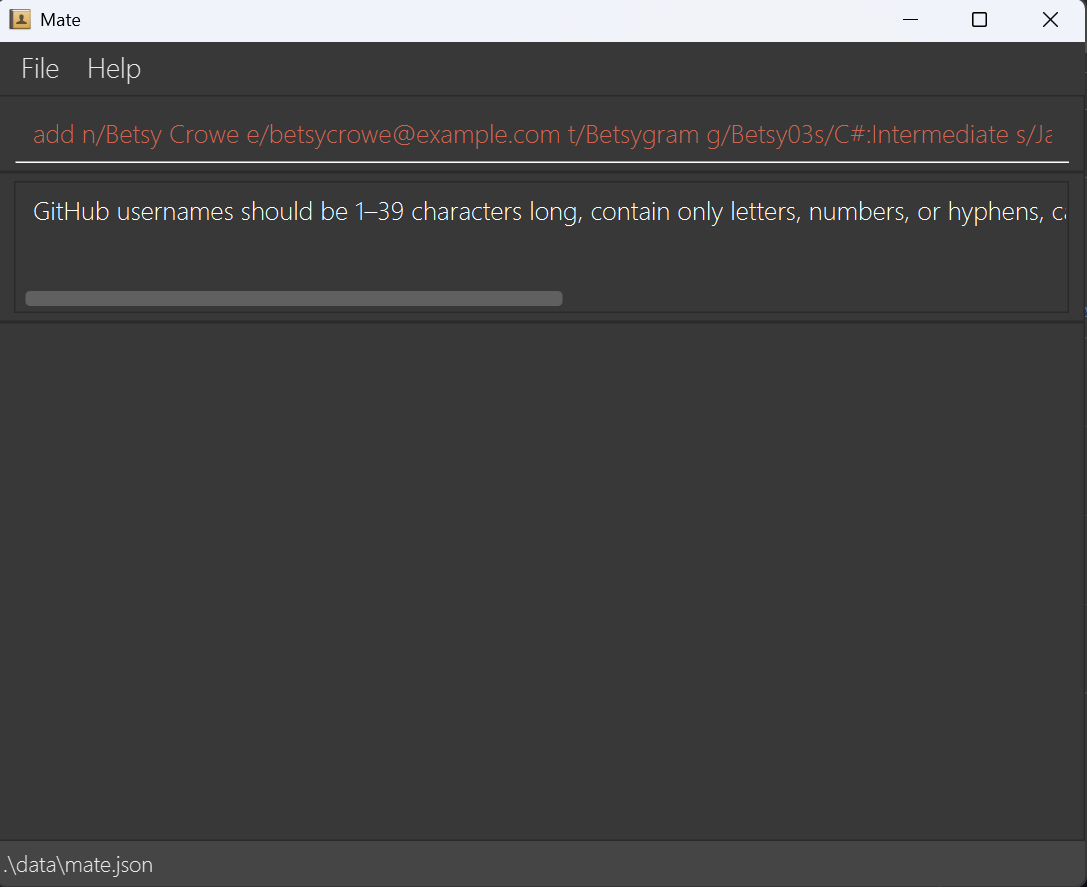 Mate
File Help
add n/Betsy Crowe e/betsycrowe@example.com t/Betsygram g/Betsy03s/C#:Intermediate s/Ja
GitHub usernames should be 1–39 characters long, contain only letters, numbers, or hyphens, ca
.\data\mate.json